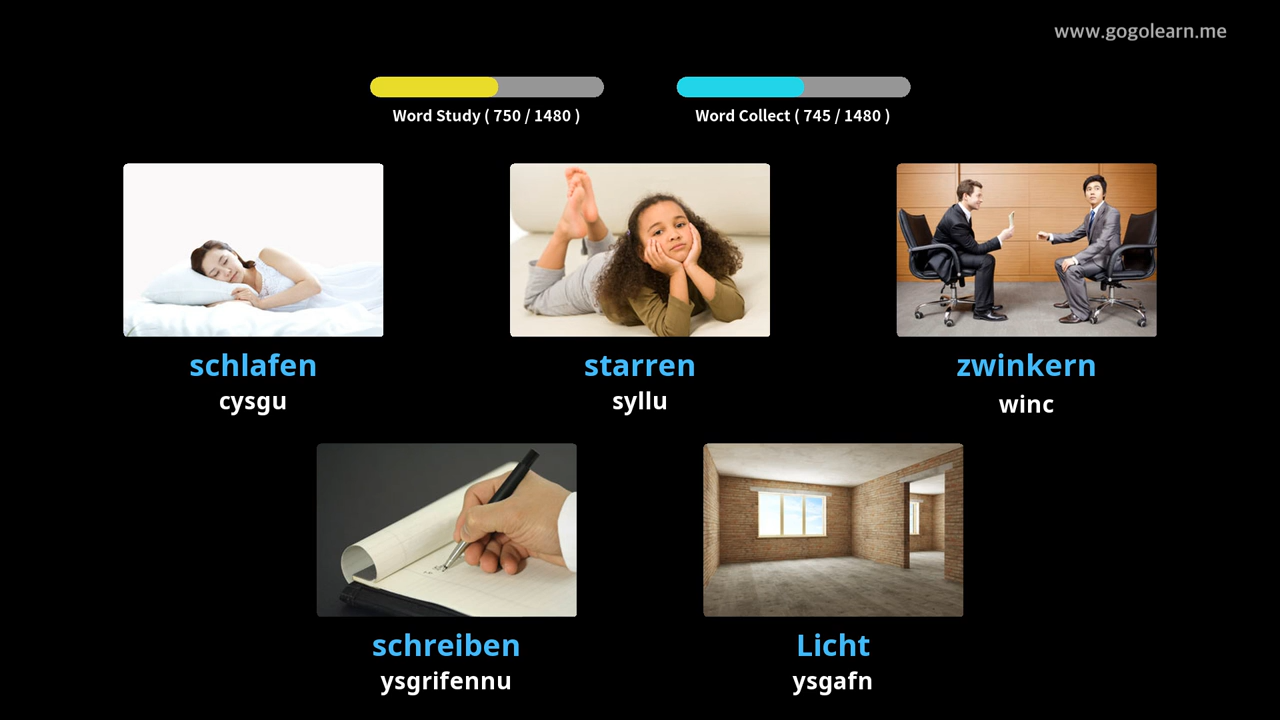 www.gogolearn.me
Word Study ( 750 / 1480 )
Word Collect ( 745 / 1480 )
schlafen
cysgu
starren
syllu
zwinkern
winc
schreiben
ysgrifennu
Licht
ysgafn